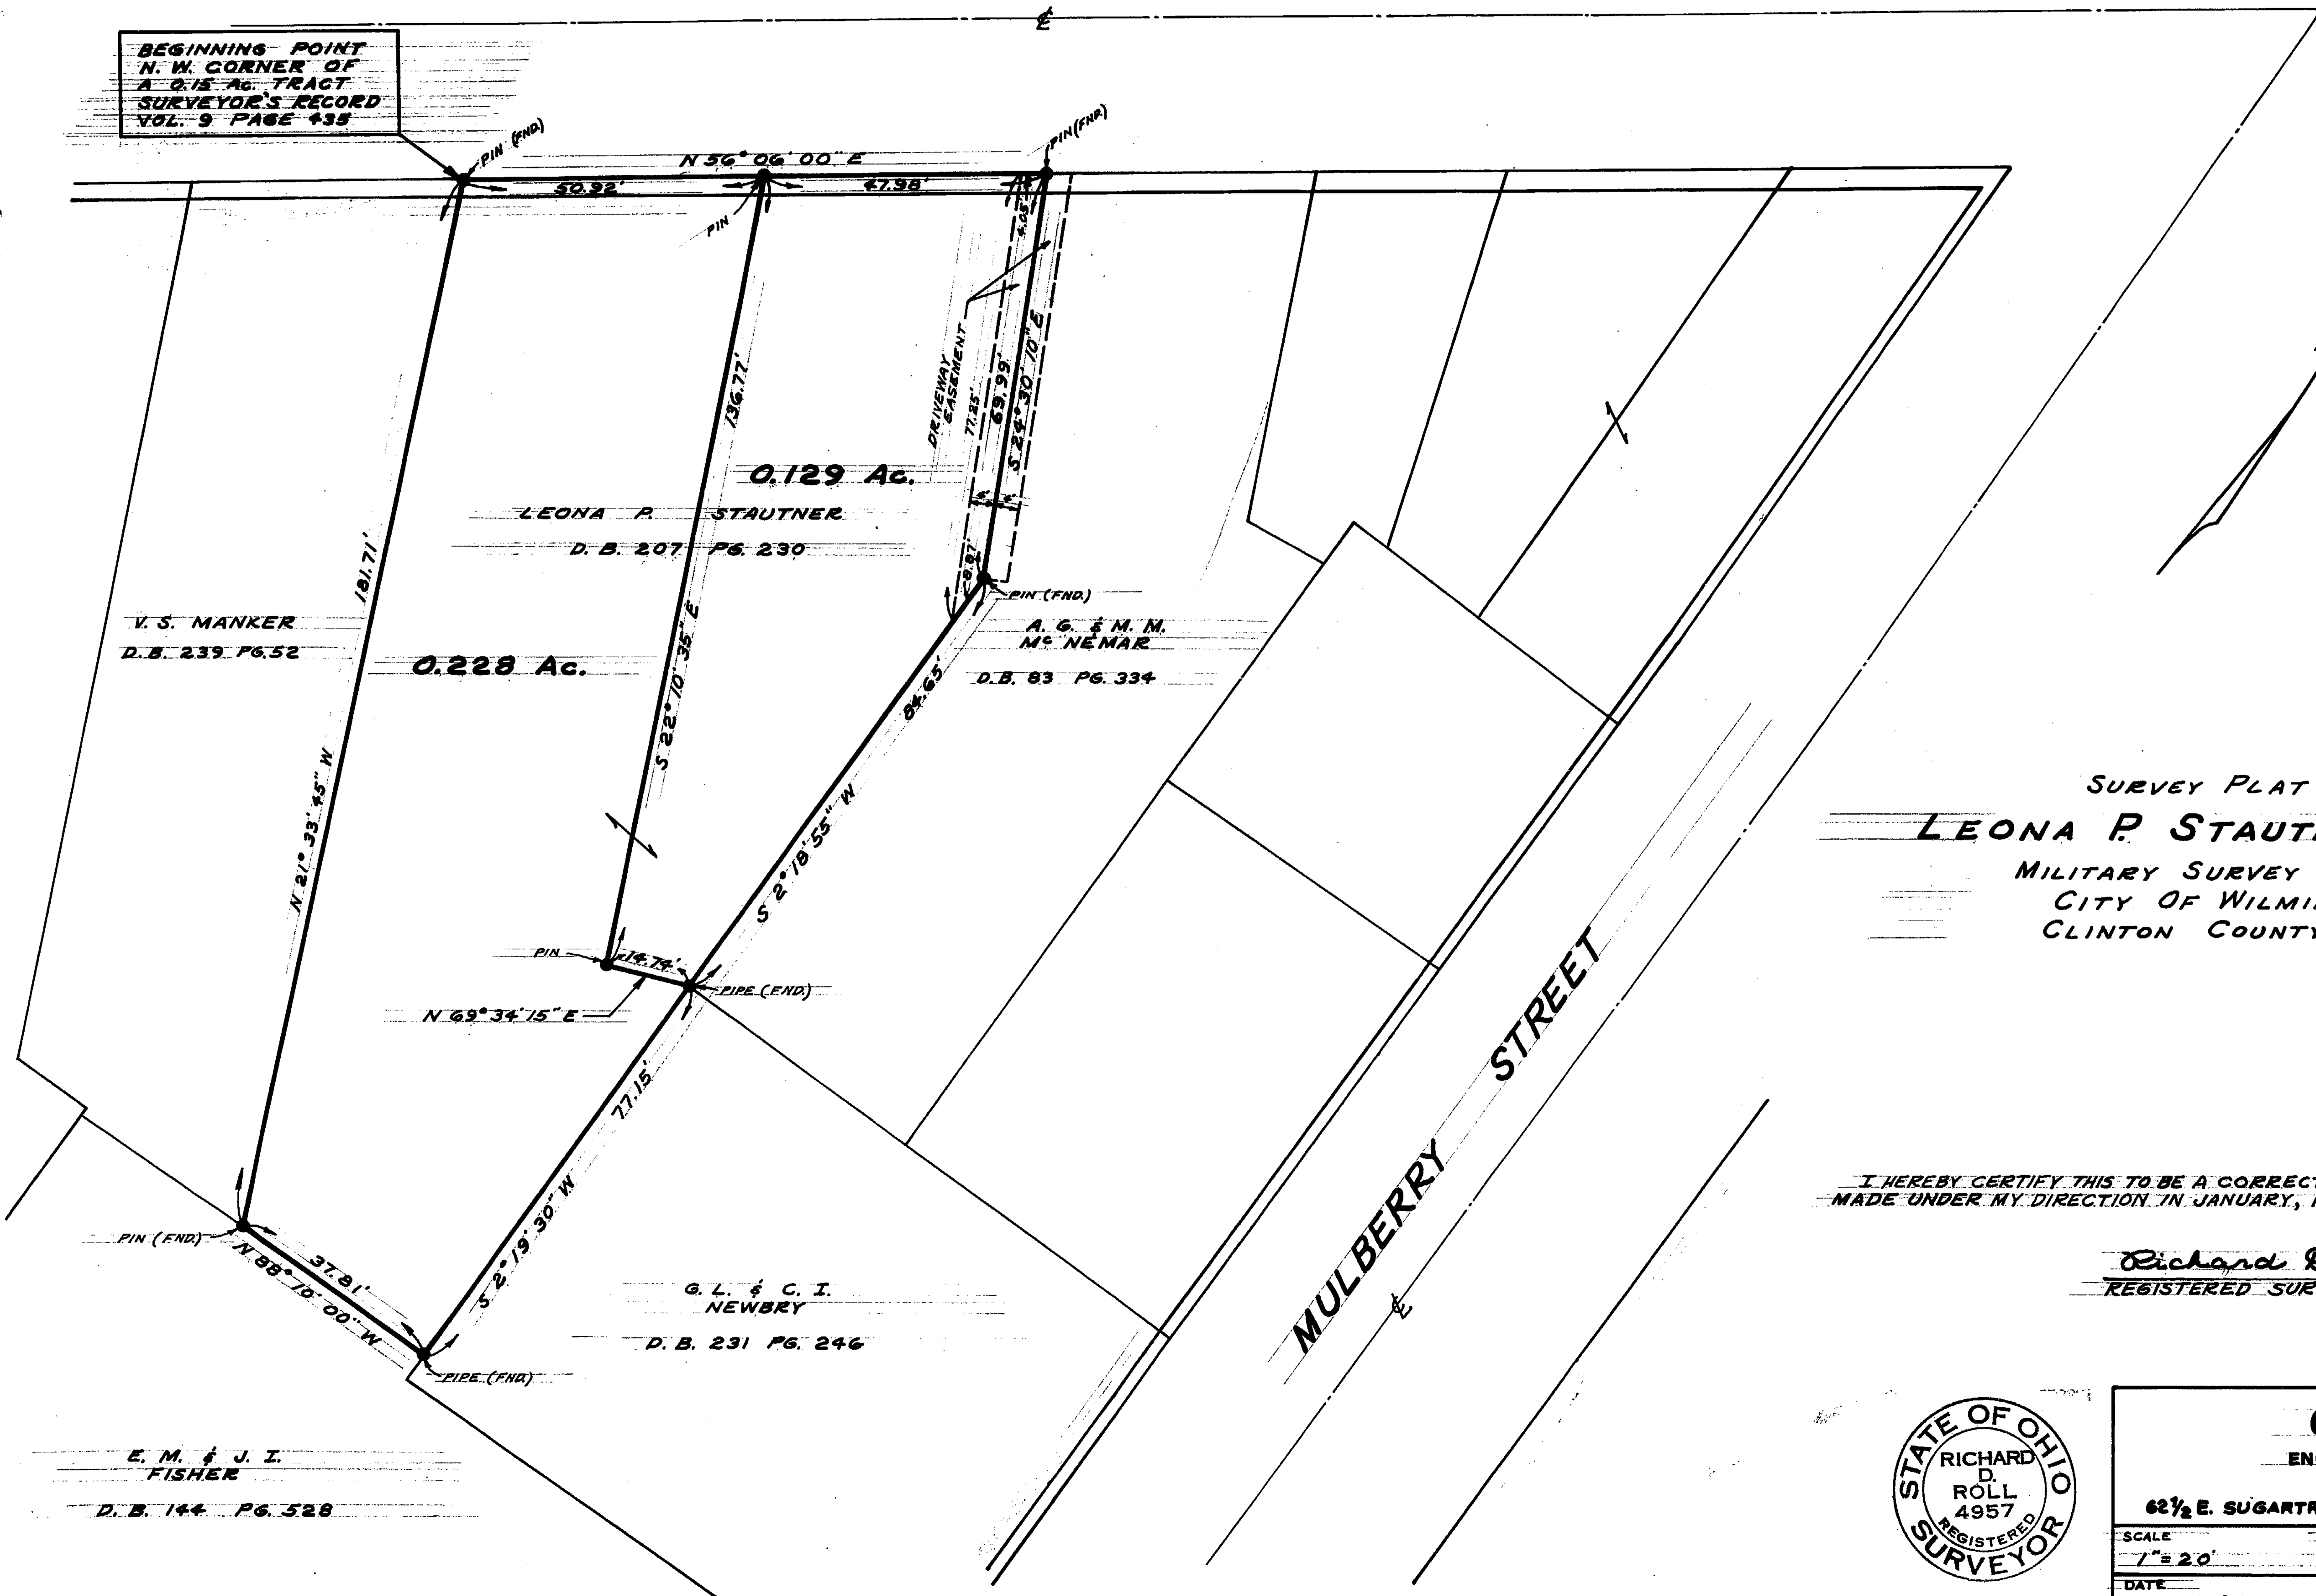 ℄
BEGINNING POINT
N. W. CORNER OF
A 0.15 Ac. TRACT
SURVEYOR'S RECORD
VOL. 9 PAGE 435
PIN (FND.)
N 56° 06' 00" E
PIN (FND.)
50.92'
47.98'
PIN
4.05'
DRIVEWAY
EASEMENT
77.25'
69.99'
S 24° 30' 10" E
136.77'
0.129 Ac.
LEONA P. STAUTNER
D. B. 207 PG. 230
4'
4'
181.71'
8.87'
PIN (FND.)
V. S. MANKER
D. B. 239 PG. 52
A. G. & M. M.
Mc NEMAR
D. B. 83 PG. 334
0.228 Ac.
S 22° 10' 35" E
84.65'
N 21° 33' 45" W
S 2° 18' 55" W
PIN
14.74'
PIPE (FND.)
N 69° 34' 15" E
77.15'
S 2° 19' 30" W
PIN (FND.)
37.81'
N 88° 10' 00" W
PIPE (FND.)
G. L. & C. I.
NEWBRY
D. B. 231 PG. 246
E. M. & J. I.
FISHER
D. B. 144 PG. 528
MULBERRY STREET
℄
SURVEY PLAT
LEONA P. STAUT
MILITARY SURVEY
CITY OF WILMI
CLINTON COUNTY
I HEREBY CERTIFY THIS TO BE A CORRECT
MADE UNDER MY DIRECTION IN JANUARY,
Richard
REGISTERED SUR
STATE OF OHIO
RICHARD
D.
ROLL
4957
REGISTERED
SURVEYOR
EN
62½ E. SUGARTR
SCALE
1" = 20'
DATE